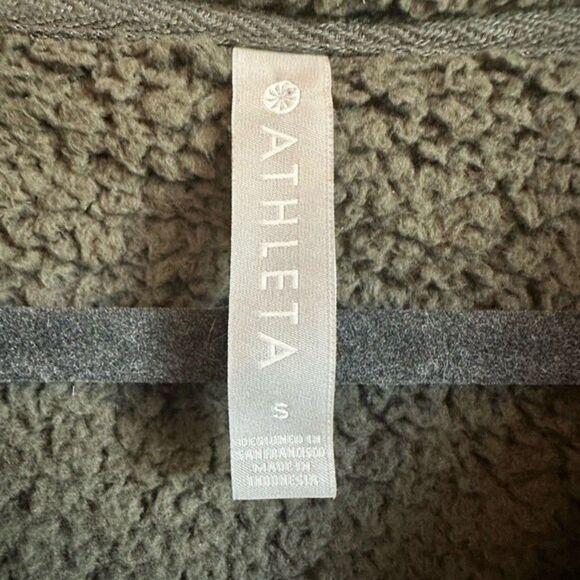 ATHLETA
S
DESIGNED IN
SAN FRANCISCO
MADE IN
INDONESIA